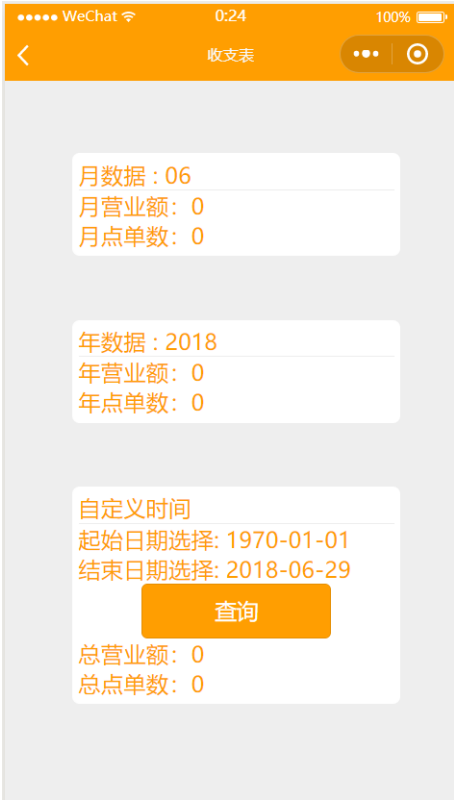 WeChat 0:24 100%
收支表
月数据 : 06
月营业额：0
月点单数：0
年数据 : 2018
年营业额：0
年点单数：0
自定义时间
起始日期选择: 1970-01-01
结束日期选择: 2018-06-29
查询
总营业额：0
总点单数：0